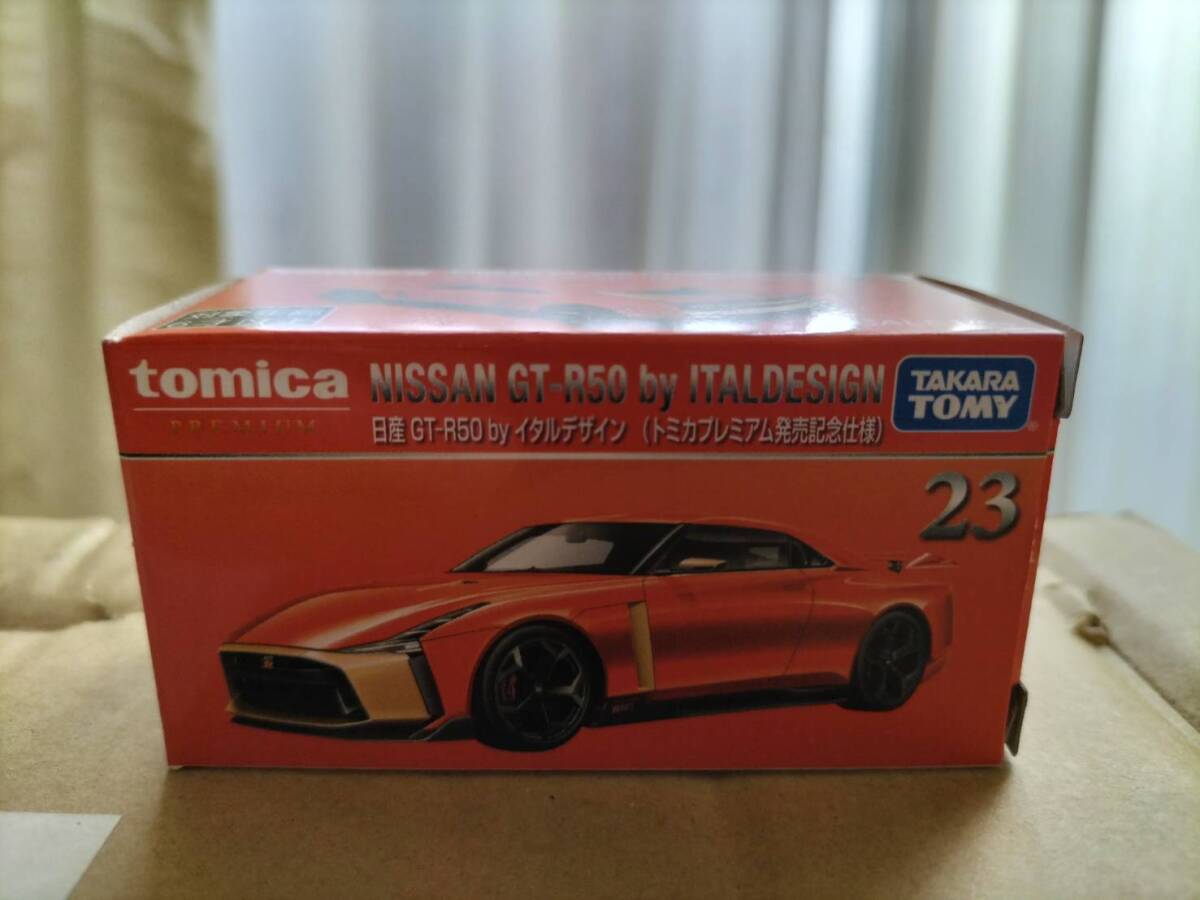 tomica
PREMIUM
NISSAN GT-R50 by ITALDESIGN
日産 GT-R50 by イタルデザイン (トミカプレミアム発売記念仕様)
TAKARA
TOMY
23